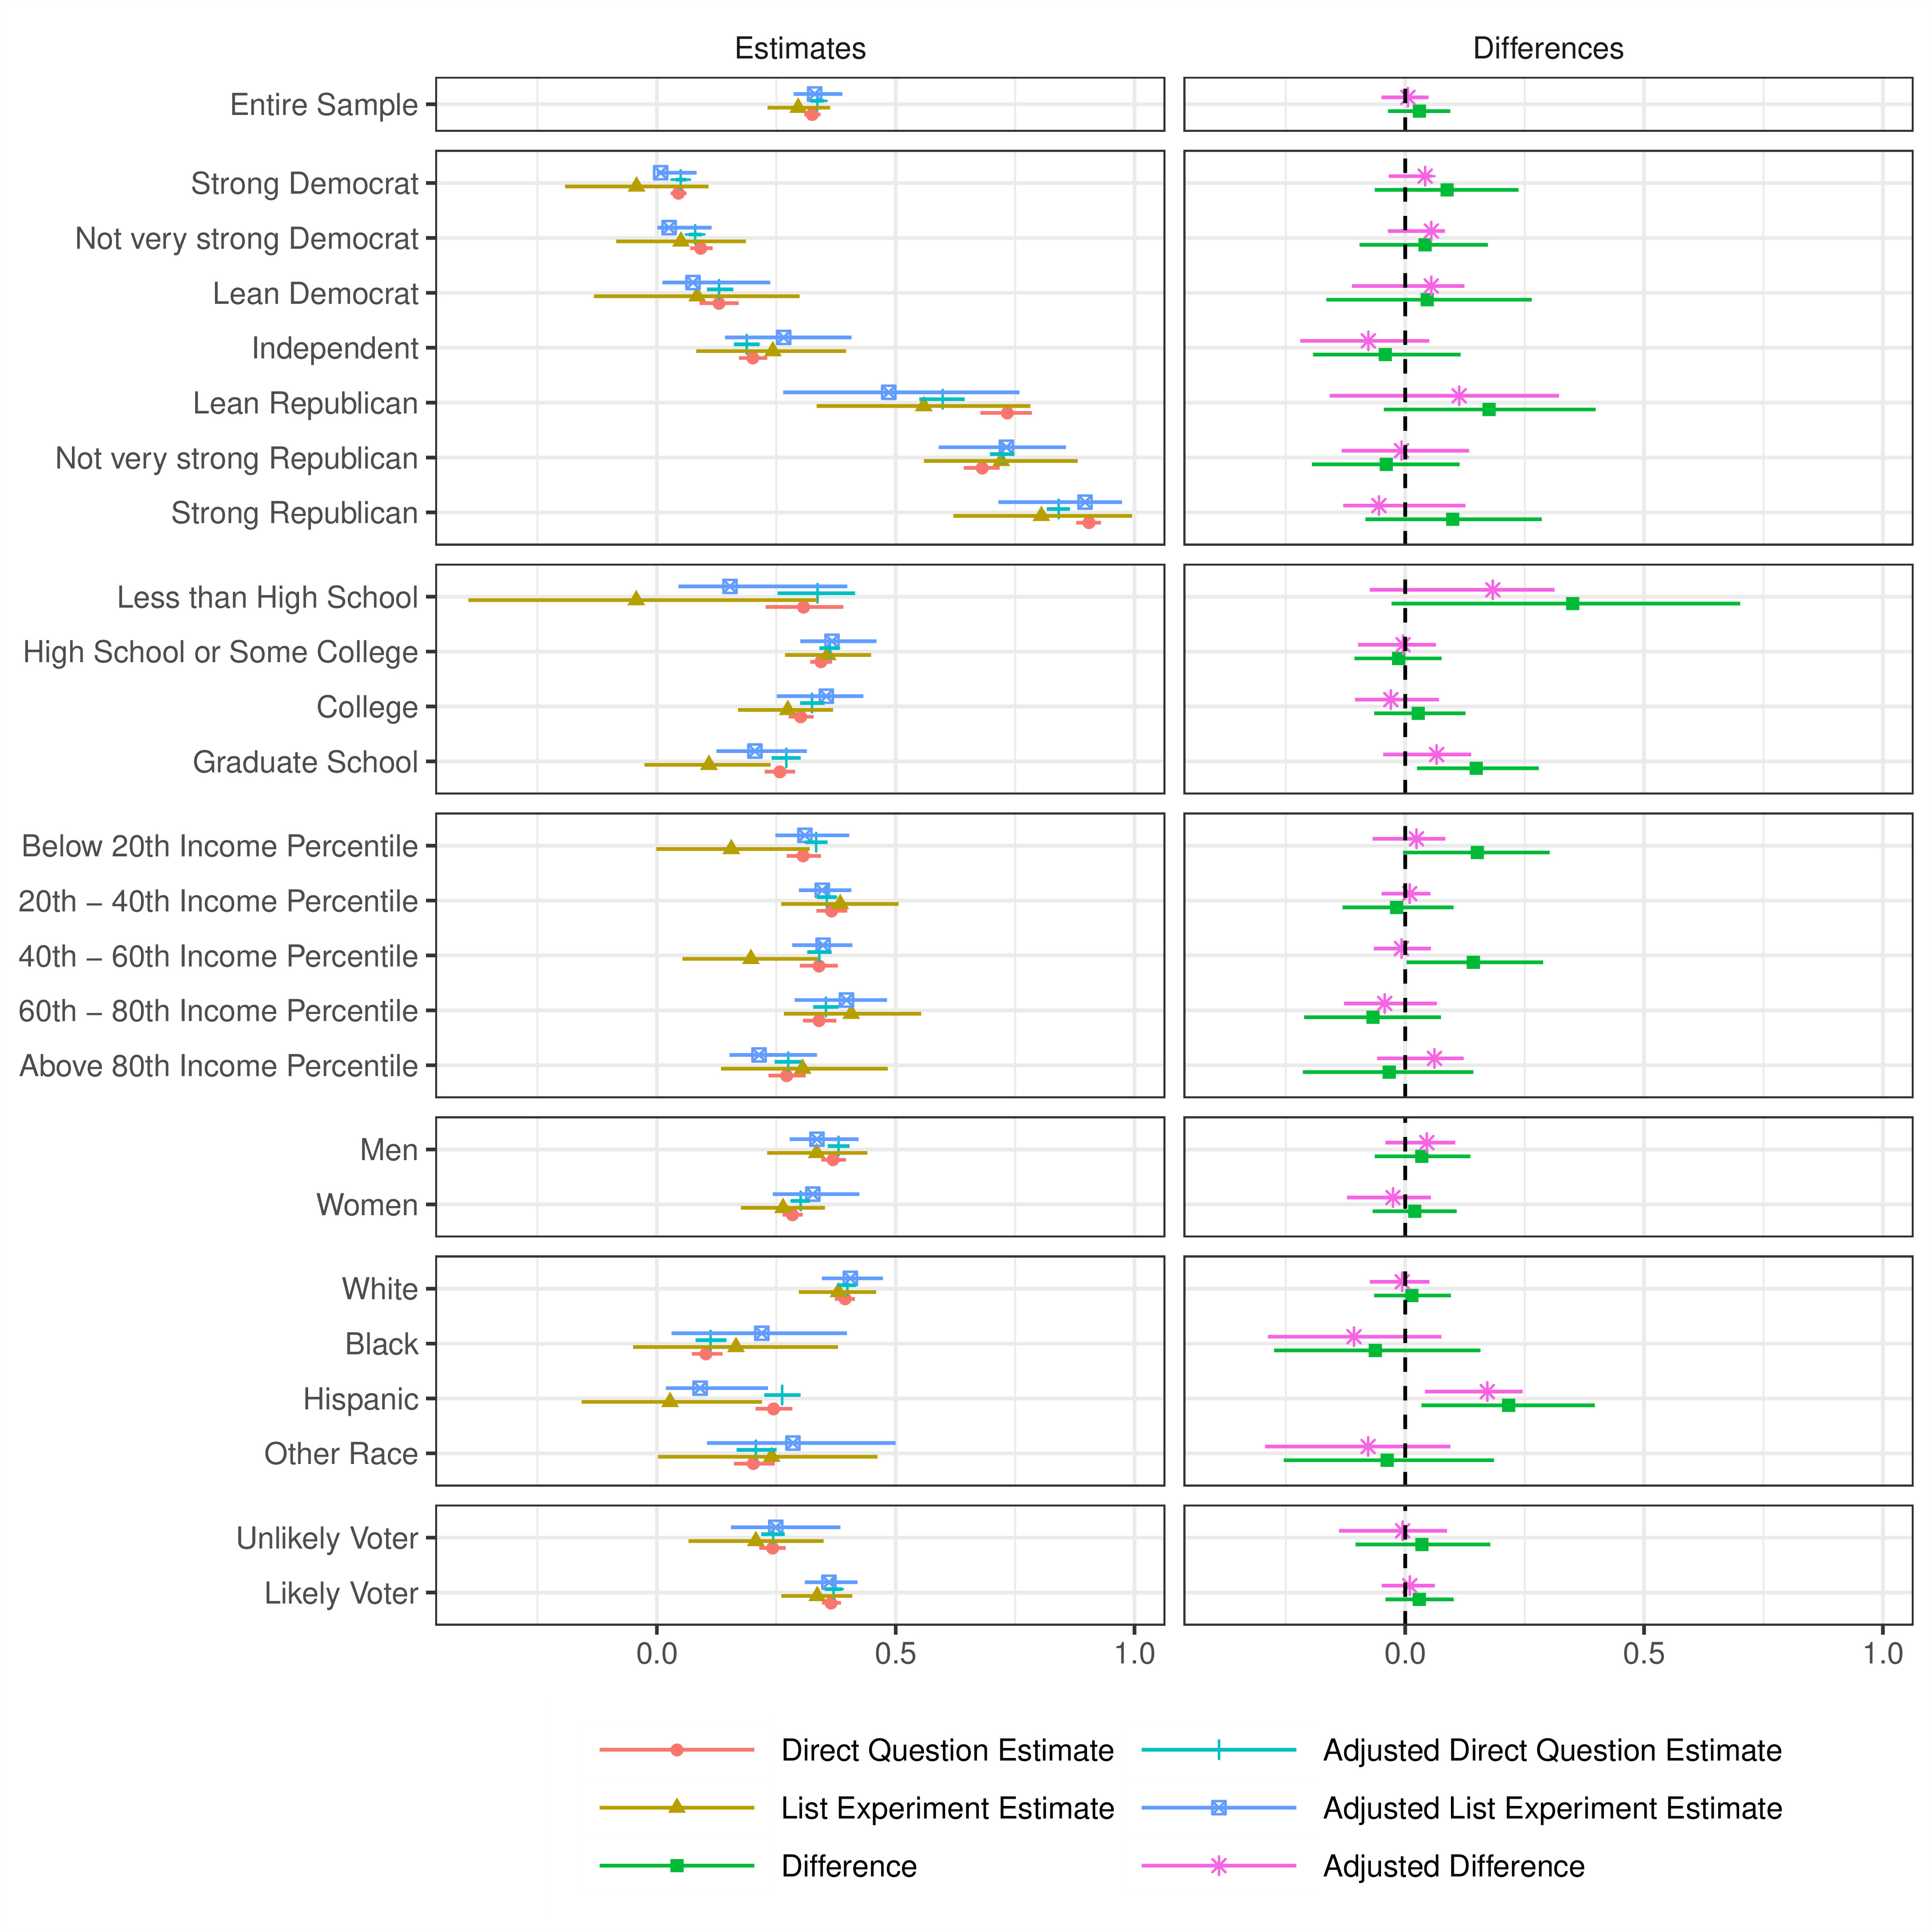 Estimates
Differences
Entire Sample
Strong Democrat
Not very strong Democrat
Lean Democrat
Independent
Lean Republican
Not very strong Republican
Strong Republican
Less than High School
High School or Some College
College
Graduate School
Below 20th Income Percentile
20th – 40th Income Percentile
40th – 60th Income Percentile
60th – 80th Income Percentile
Above 80th Income Percentile
Men
Women
White
Black
Hispanic
Other Race
Unlikely Voter
Likely Voter
0.0 0.5 1.0
0.0 0.5 1.0
Direct Question Estimate
Adjusted Direct Question Estimate
List Experiment Estimate
Adjusted List Experiment Estimate
Difference
Adjusted Difference